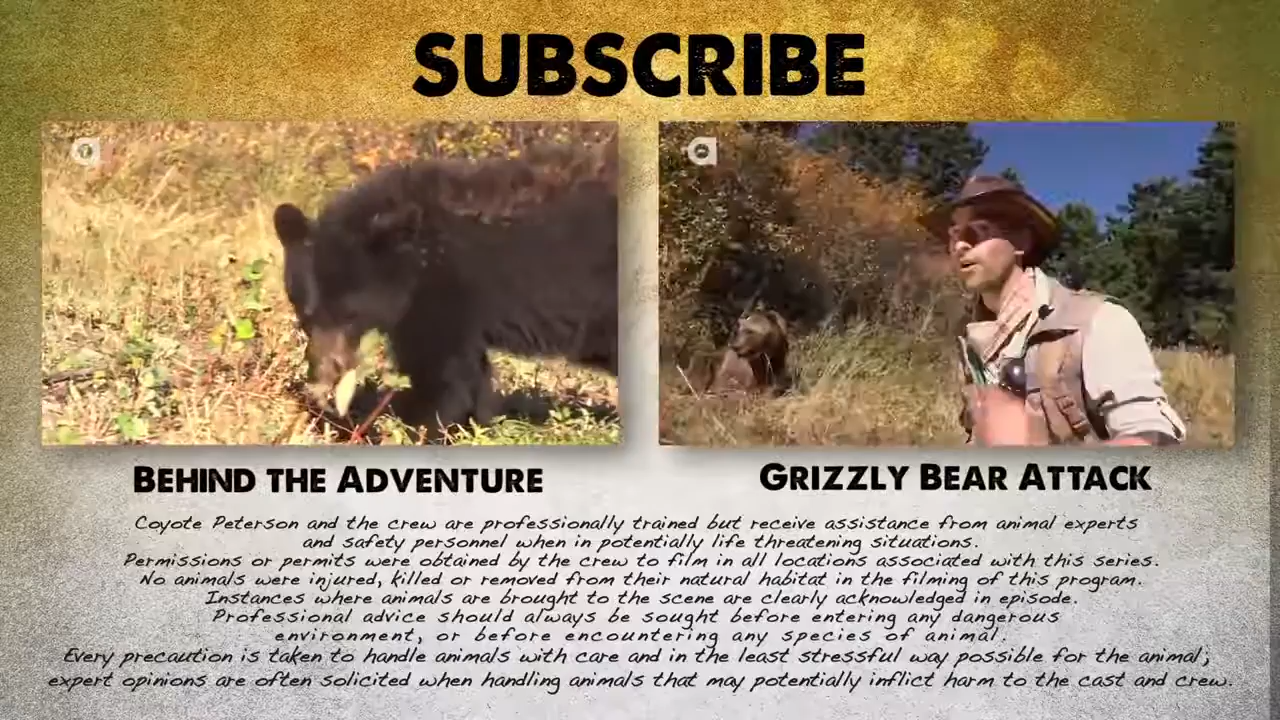 SUBSCRIBE
BEHIND THE ADVENTURE
GRIZZLY BEAR ATTACK
Coyote Peterson and the crew are professionally trained but receive assistance from animal experts
and safety personnel when in potentially life threatening situations.
Permissions or permits were obtained by the crew to film in all locations associated with this series.
No animals were injured, killed or removed from their natural habitat in the filming of this program.
Instances where animals are brought to the scene are clearly acknowledged in episode.
Professional advice should always be sought before entering any dangerous
environment, or before encountering any species of animal.
Every precaution is taken to handle animals with care and in the least stressful way possible for the animal;
expert opinions are often solicited when handling animals that may potentially inflict harm to the cast and crew.